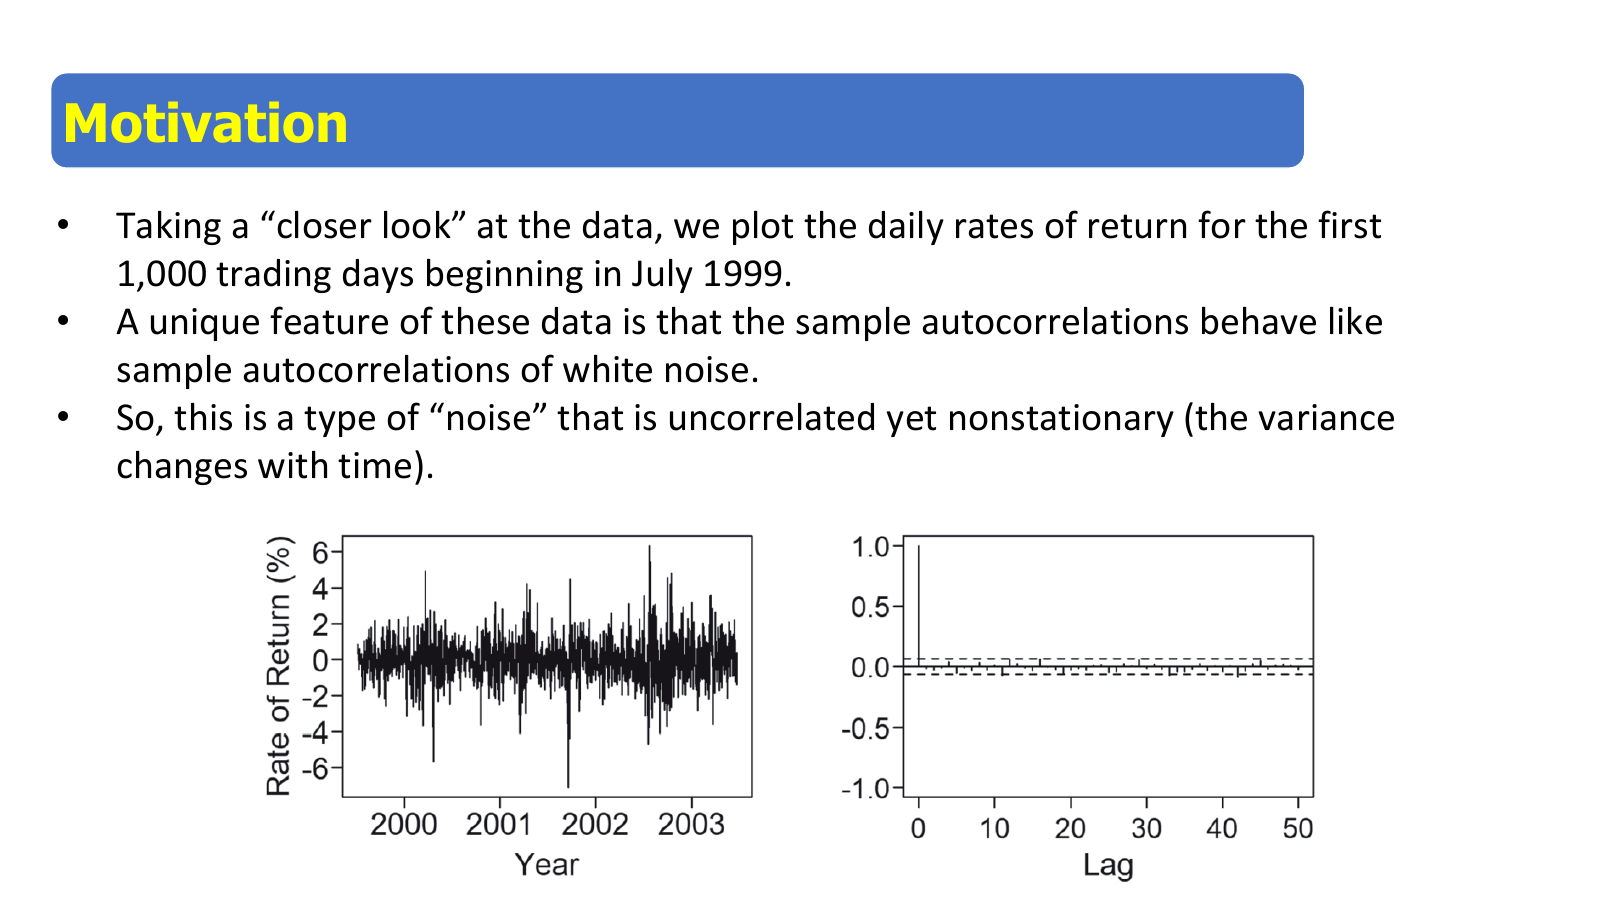 Motivation
• Taking a “closer look” at the data, we plot the daily rates of return for the first
1,000 trading days beginning in July 1999.
• A unique feature of these data is that the sample autocorrelations behave like
sample autocorrelations of white noise.
• So, this is a type of “noise” that is uncorrelated yet nonstationary (the variance
changes with time).
Rate of Return (%)
6
4
2
0
-2
-4
-6
2000 2001 2002 2003
Year
1.0
0.5
0.0
-0.5
-1.0
0 10 20 30 40 50
Lag